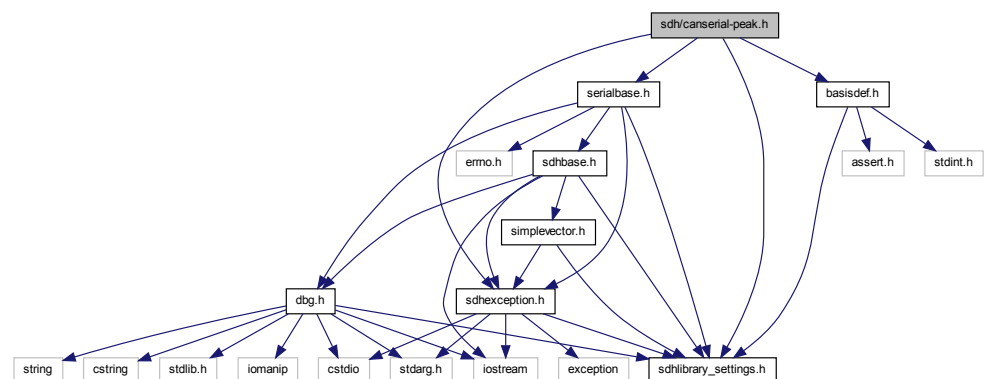 sdh/canserial-peak.h
serialbase.h
basisdef.h
errno.h
sdhbase.h
assert.h
stdint.h
simplevector.h
dbg.h
sdhexception.h
string
cstring
stdlib.h
iomanip
cstdio
stdarg.h
iostream
exception
sdhlibrary_settings.h